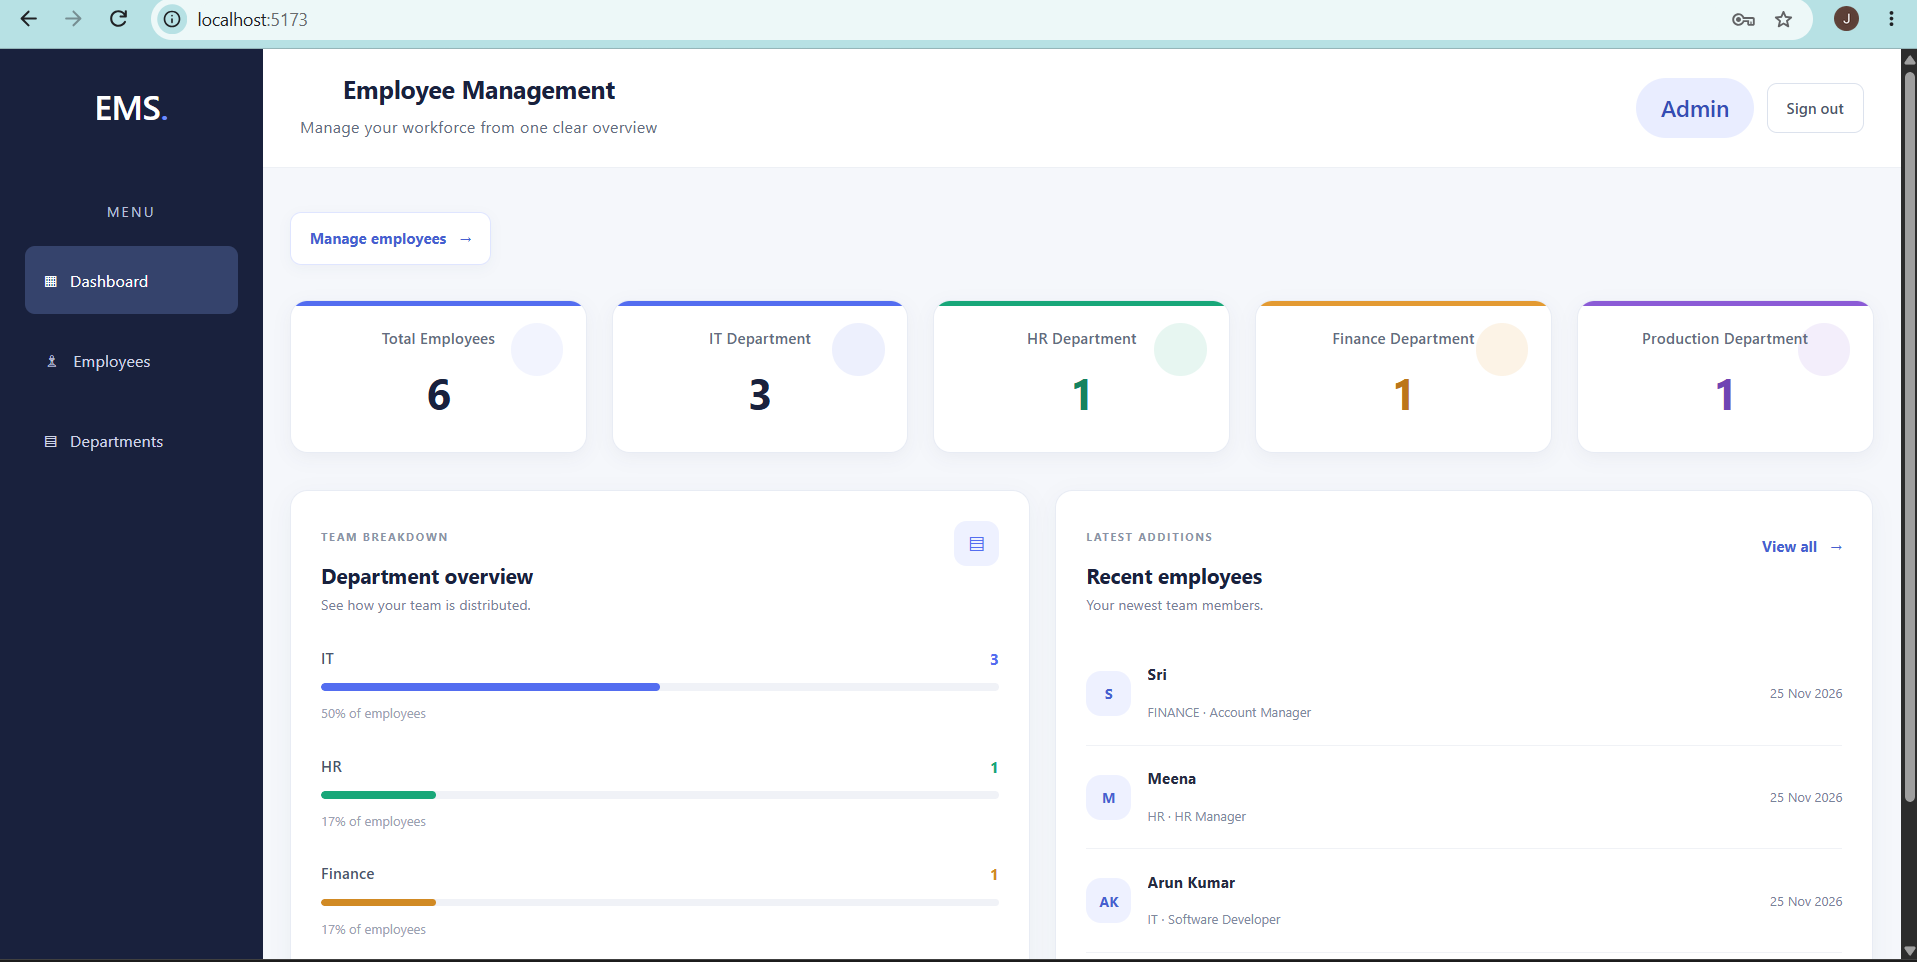 localhost:5173
J
EMS.
MENU
Dashboard
Employees
Departments
Employee Management
Manage your workforce from one clear overview
Admin
Sign out
Manage employees →
Total Employees
6
IT Department
3
HR Department
1
Finance Department
1
Production Department
1
TEAM BREAKDOWN
Department overview
See how your team is distributed.
IT 3
50% of employees
HR 1
17% of employees
Finance 1
17% of employees
LATEST ADDITIONS
Recent employees
Your newest team members.
View all →
S
Sri
FINANCE · Account Manager
25 Nov 2026
M
Meena
HR · HR Manager
25 Nov 2026
AK
Arun Kumar
IT · Software Developer
25 Nov 2026